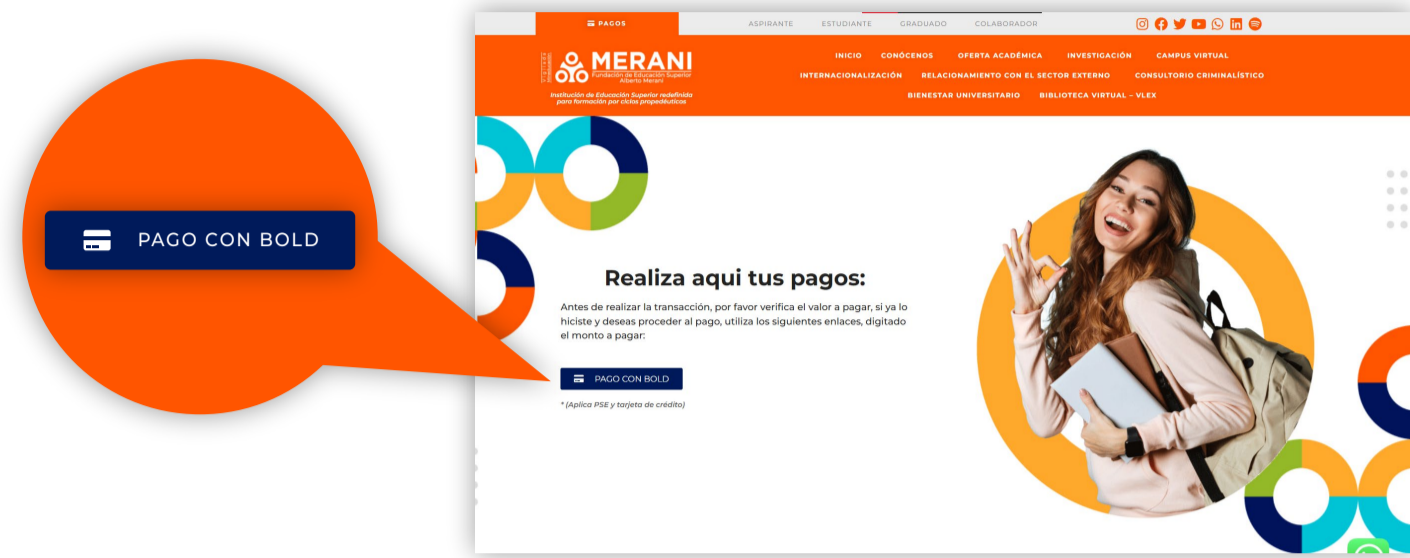 PAGO CON BOLD
PAGOS
ASPIRANTE ESTUDIANTE GRADUADO COLABORADOR
MERANI
Fundación de Educación Superior
Alberto Merani
Institución de Educación Superior redefinida
para formación por ciclos propedéuticos
INICIO CONÓCENOS OFERTA ACADÉMICA INVESTIGACIÓN CAMPUS VIRTUAL
INTERNACIONALIZACIÓN RELACIONAMIENTO CON EL SECTOR EXTERNO CONSULTORIO CRIMINALÍSTICO
BIENESTAR UNIVERSITARIO BIBLIOTECA VIRTUAL – VLEX
Realiza aqui tus pagos:
Antes de realizar la transacción, por favor verifica el valor a pagar, si ya lo
hiciste y deseas proceder al pago, utiliza los siguientes enlaces, digitado
el monto a pagar:
PAGO CON BOLD
* (Aplica PSE y tarjeta de crédito)